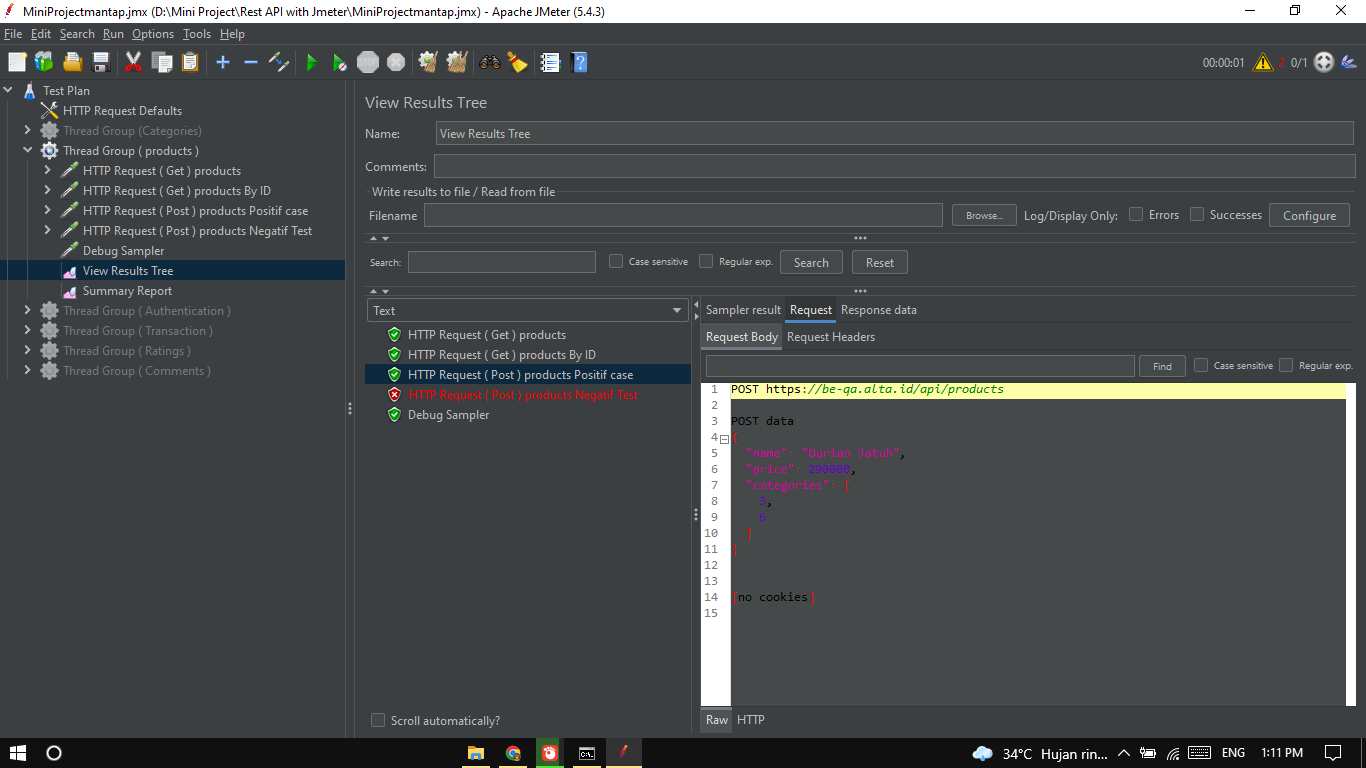 MiniProjectmantap.jmx (D:\Mini Project\Rest API with Jmeter\MiniProjectmantap.jmx) - Apache JMeter (5.4.3)
File Edit Search Run Options Tools Help
STOP
00:00:01 2 0/1
Test Plan
HTTP Request Defaults
Thread Group (Categories)
Thread Group ( products )
HTTP Request ( Get ) products
HTTP Request ( Get ) products By ID
HTTP Request ( Post ) products Positif case
HTTP Request ( Post ) products Negatif Test
Debug Sampler
View Results Tree
Summary Report
Thread Group ( Authentication )
Thread Group ( Transaction )
Thread Group ( Ratings )
Thread Group ( Comments )
View Results Tree
Name: View Results Tree
Comments:
Write results to file / Read from file
Filename Browse... Log/Display Only: Errors Successes Configure
Search: Case sensitive Regular exp. Search Reset
Text
HTTP Request ( Get ) products
HTTP Request ( Get ) products By ID
HTTP Request ( Post ) products Positif case
HTTP Request ( Post ) products Negatif Test
Debug Sampler
Scroll automatically?
Sampler result Request Response data
Request Body Request Headers
Find Case sensitive Regular exp.
1 POST https://be-qa.alta.id/api/products
2
3 POST data:
4 {
5 "name": "Durian Jatuh",
6 "price": 290000,
7 "categories": [
8 3,
9 6
10 ]
11 }
12
13
14 [no cookies]
15
Raw HTTP
34°C Hujan rin... ENG 1:11 PM